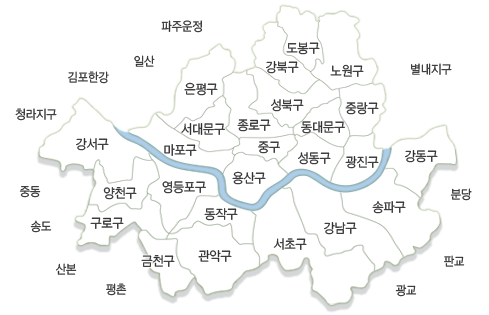 파주운정
도봉구
일산
강북구
노원구
별내지구
김포한강
은평구
성북구
중랑구
청라지구
서대문구
종로구
동대문구
강서구
마포구
중구
성동구
광진구
강동구
중동
양천구
영등포구
용산구
분당
송도
구로구
동작구
송파구
강남구
산본
금천구
관악구
서초구
판교
평촌
광교